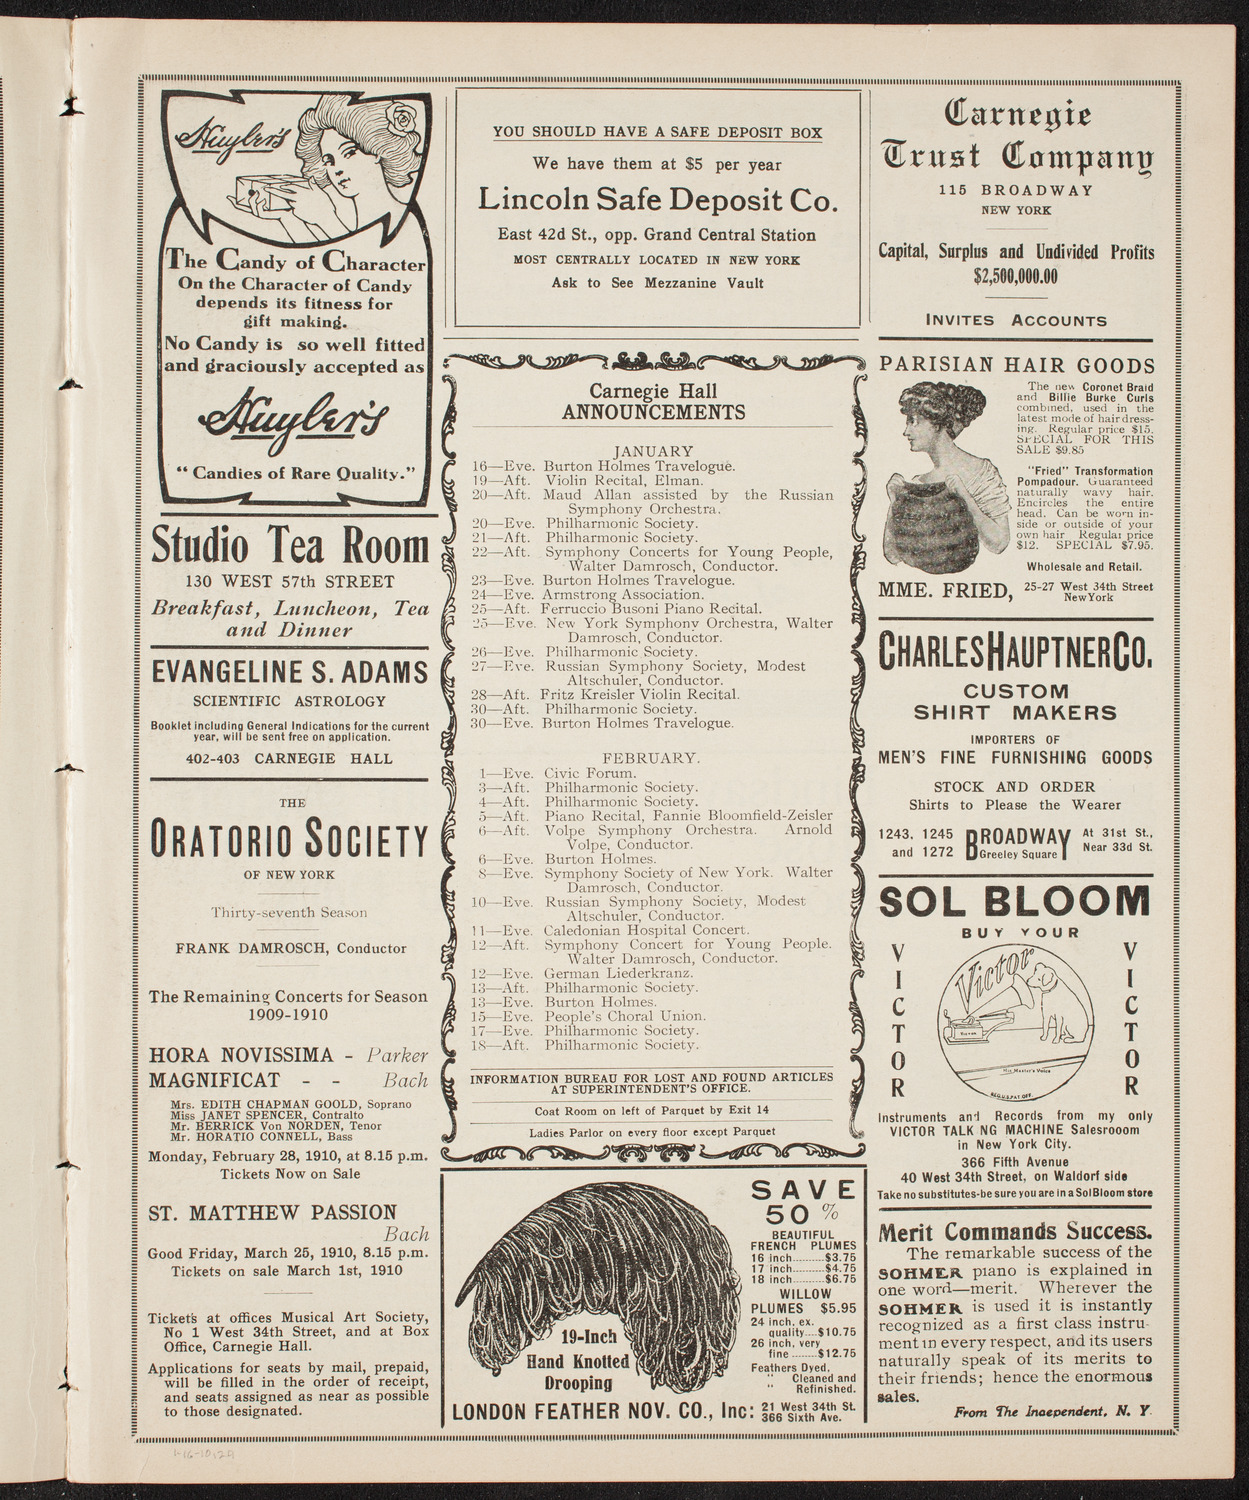 Huyler's
The Candy of Character
On the Character of Candy
depends its fitness for
gift making.
No Candy is so well fitted
and graciously accepted as
Huyler's
"Candies of Rare Quality."
Studio Tea Room
130 WEST 57th STREET
Breakfast, Luncheon, Tea
and Dinner
EVANGELINE S. ADAMS
SCIENTIFIC ASTROLOGY
Booklet including General Indications for the current
year, will be sent free on application.
402-403 CARNEGIE HALL
THE
ORATORIO SOCIETY
OF NEW YORK
Thirty-seventh Season
FRANK DAMROSCH, Conductor
The Remaining Concerts for Season
1909-1910
HORA NOVISSIMA - Parker
MAGNIFICAT - - Bach
Mrs. EDITH CHAPMAN GOOLD, Soprano
Miss JANET SPENCER, Contralto
Mr. BERRICK Von NORDEN, Tenor
Mr. HORATIO CONNELL, Bass
Monday, February 28, 1910, at 8.15 p.m.
Tickets Now on Sale
ST. MATTHEW PASSION
Bach
Good Friday, March 25, 1910, 8.15 p.m.
Tickets on sale March 1st, 1910
Tickets at offices Musical Art Society,
No 1 West 34th Street, and at Box
Office, Carnegie Hall.
Applications for seats by mail, prepaid,
will be filled in the order of receipt,
and seats assigned as near as possible
to those designated.
YOU SHOULD HAVE A SAFE DEPOSIT BOX
We have them at $5 per year
Lincoln Safe Deposit Co.
East 42d St., opp. Grand Central Station
MOST CENTRALLY LOCATED IN NEW YORK
Ask to See Mezzanine Vault
Carnegie Hall
ANNOUNCEMENTS
JANUARY
16—Eve. Burton Holmes Travelogue.
19—Aft. Violin Recital, Elman.
20—Aft. Maud Allan assisted by the Russian
Symphony Orchestra.
20—Eve. Philharmonic Society.
21—Aft. Philharmonic Society.
22—Aft. Symphony Concerts for Young People,
Walter Damrosch, Conductor.
23—Eve. Burton Holmes Travelogue.
24—Eve. Armstrong Association.
25—Aft. Ferruccio Busoni Piano Recital.
25—Eve. New York Symphony Orchestra, Walter
Damrosch, Conductor.
26—Eve. Philharmonic Society.
27—Eve. Russian Symphony Society, Modest
Altschuler, Conductor.
28—Aft. Fritz Kreisler Violin Recital.
30—Aft. Philharmonic Society.
30—Eve. Burton Holmes Travelogue.
FEBRUARY.
1—Eve. Civic Forum.
3—Aft. Philharmonic Society.
4—Aft. Philharmonic Society.
5—Aft. Piano Recital, Fannie Bloomfield-Zeisler
6—Aft. Volpe Symphony Orchestra. Arnold
Volpe, Conductor.
6—Eve. Burton Holmes.
8—Eve. Symphony Society of New York. Walter
Damrosch, Conductor.
10—Eve. Russian Symphony Society, Modest
Altschuler, Conductor.
11—Eve. Caledonian Hospital Concert.
12—Aft. Symphony Concert for Young People.
Walter Damrosch, Conductor.
12—Eve. German Liederkranz.
13—Aft. Philharmonic Society.
13—Eve. Burton Holmes.
15—Eve. People's Choral Union.
17—Eve. Philharmonic Society.
18—Aft. Philharmonic Society.
INFORMATION BUREAU FOR LOST AND FOUND ARTICLES
AT SUPERINTENDENT'S OFFICE.
Coat Room on left of Parquet by Exit 14
Ladies Parlor on every floor except Parquet
19-Inch
Hand Knotted
Drooping
SAVE
50 %
BEAUTIFUL
FRENCH PLUMES
16 inch..........$3.75
17 inch..........$4.75
18 inch.........$6.75
WILLOW
PLUMES $5.95
24 inch, ex.
quality....$10.75
26 inch, very
fine ........$12.75
Feathers Dyed,
" Cleaned and
" Refinished.
LONDON FEATHER NOV. CO., Inc: 21 West 34th St.
366 Sixth Ave.
Carnegie
Trust Company
115 BROADWAY
NEW YORK
Capital, Surplus and Undivided Profits
$2,500,000.00
INVITES ACCOUNTS
PARISIAN HAIR GOODS
The new Coronet Braid
and Billie Burke Curls
combined, used in the
latest mode of hair dress-
ing. Regular price $15.
SPECIAL FOR THIS
SALE $9.85
"Fried" Transformation
Pompadour. Guaranteed
naturally wavy hair.
Encircles the entire
head. Can be worn in-
side or outside of your
own hair Regular price
$12. SPECIAL $7.95.
Wholesale and Retail.
MME. FRIED, 25-27 West 34th Street
New York
CHARLES HAUPTNER CO.
CUSTOM
SHIRT MAKERS
IMPORTERS OF
MEN'S FINE FURNISHING GOODS
STOCK AND ORDER
Shirts to Please the Wearer
1243, 1245 and 1272 BROADWAY Greeley Square At 31st St., Near 33d St.
SOL BLOOM
BUY YOUR
VICTOR
VICTOR
Victor
Victor
His Master's Voice
REG.U.S.PAT.OFF.
Instruments and Records from my only
VICTOR TALK NG MACHINE Salesrooom
in New York City.
366 Fifth Avenue
40 West 34th Street, on Waldorf side
Take no substitutes-be sure you are in a Sol Bloom store
Merit Commands Success.
The remarkable success of the
SOHMER piano is explained in
one word—merit. Wherever the
SOHMER is used it is instantly
recognized as a first class instru-
ment in every respect, and its users
naturally speak of its merits to
their friends; hence the enormous
sales.
From The Independent, N. Y.
1-16-10,2A